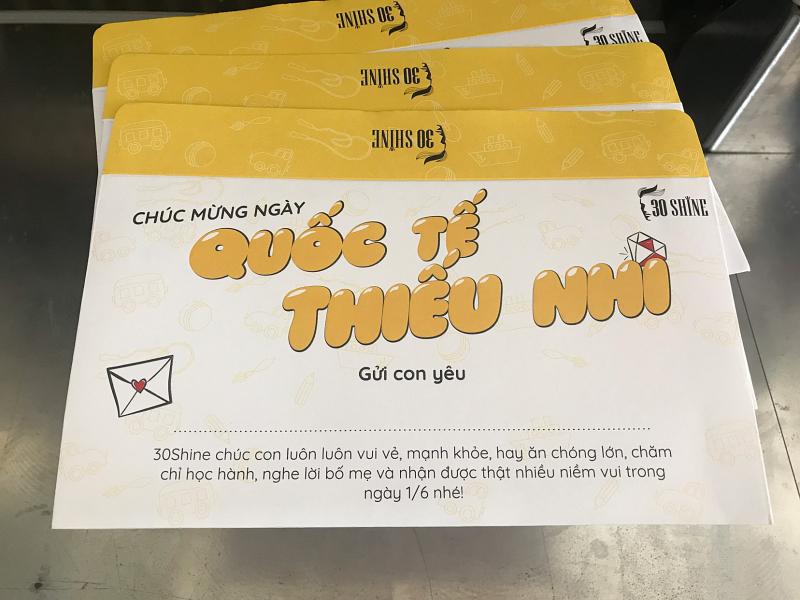 30 SHINE
30 SHINE
30 SHINE
30 SHINE
CHÚC MỪNG NGÀY
30 SHINE
QUỐC TẾ
THIẾU NHI
Gửi con yêu
30Shine chúc con luôn luôn vui vẻ, mạnh khỏe, hay ăn chóng lớn, chăm
chỉ học hành, nghe lời bố mẹ và nhận được thật nhiều niềm vui trong
ngày 1/6 nhé!